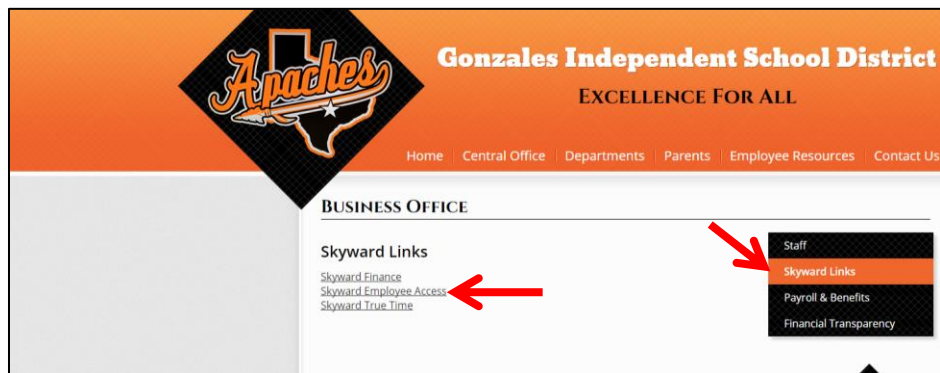 Apaches
Gonzales Independent School District
EXCELLENCE FOR ALL
Home Central Office Departments Parents Employee Resources Contact Us
BUSINESS OFFICE
Skyward Links
Skyward Finance
Skyward Employee Access
Skyward True Time
Staff
Skyward Links
Payroll & Benefits
Financial Transparency